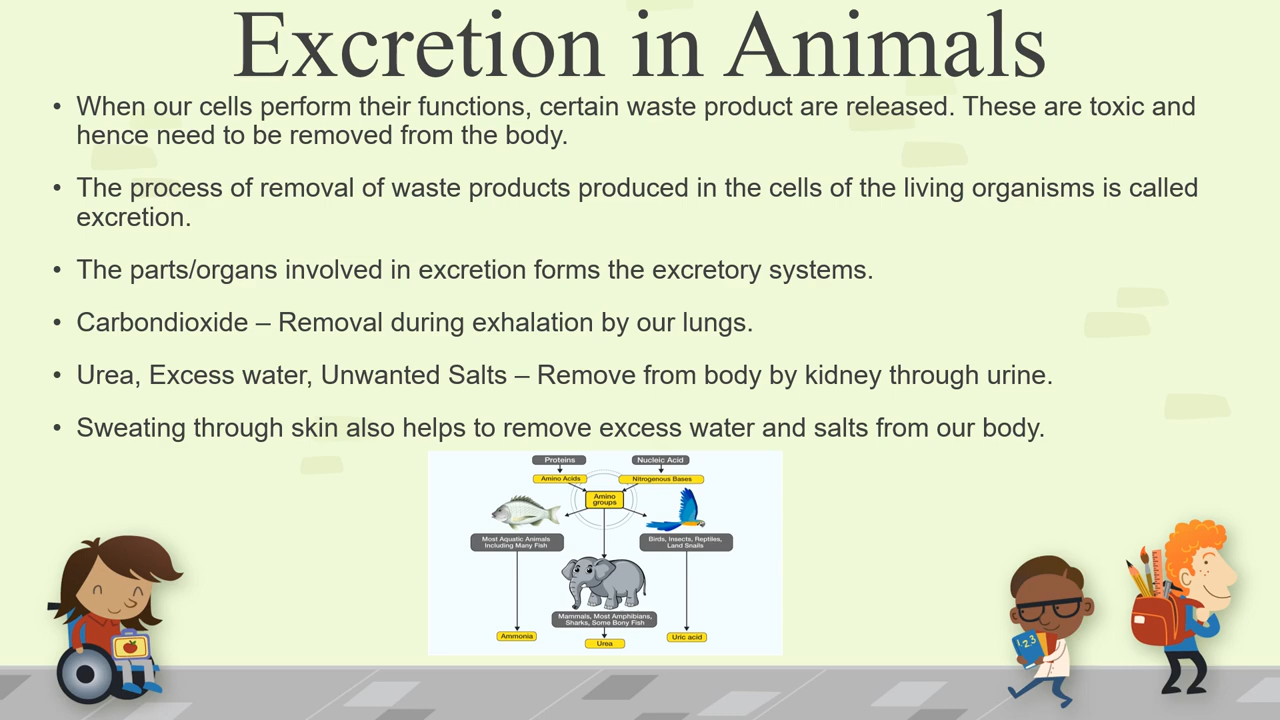 Excretion in Animals
• When our cells perform their functions, certain waste product are released. These are toxic and
hence need to be removed from the body.
• The process of removal of waste products produced in the cells of the living organisms is called
excretion.
• The parts/organs involved in excretion forms the excretory systems.
• Carbondioxide – Removal during exhalation by our lungs.
• Urea, Excess water, Unwanted Salts – Remove from body by kidney through urine.
• Sweating through skin also helps to remove excess water and salts from our body.
Proteins
Nucleic Acid
Amino Acids
Nitrogenous Bases
Amino
groups
Most Aquatic Animals
Including Many Fish
Birds, Insects, Reptiles,
Land Snails
Mammals, Most Amphibians,
Sharks, Some Bony Fish
Ammonia
Urea
Uric acid
1 2 3